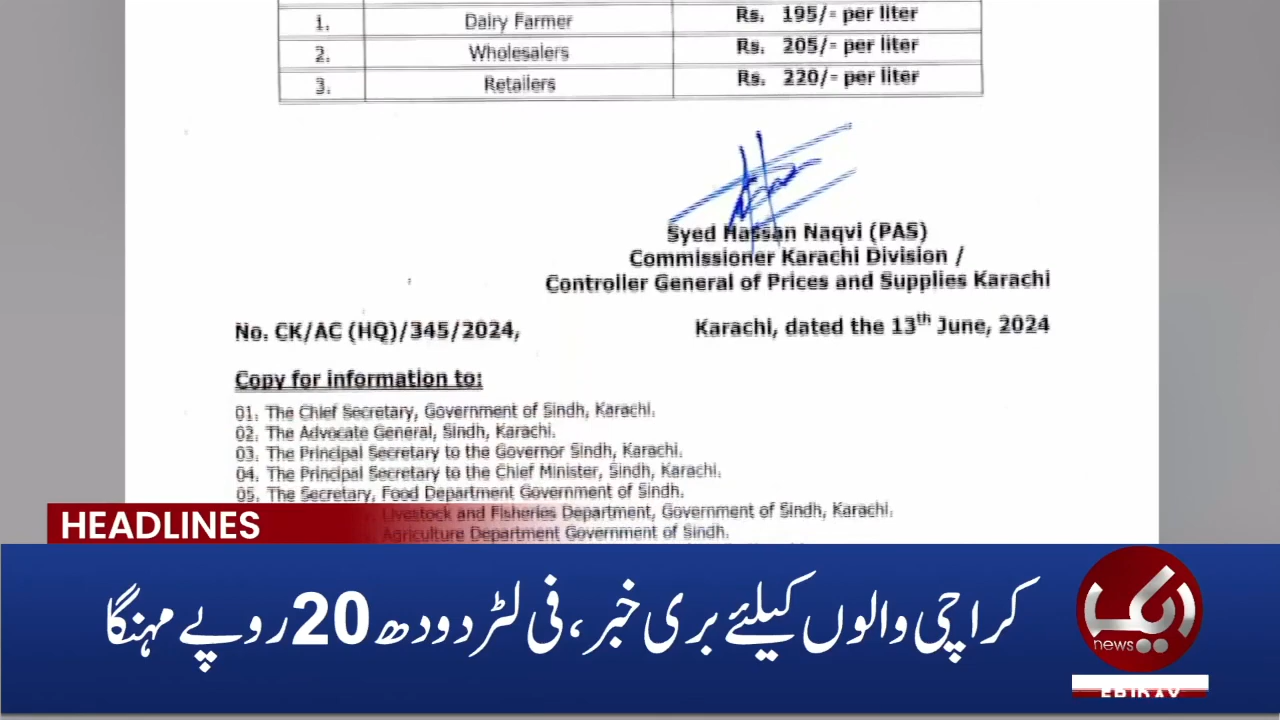 1. Dairy Farmer Rs. 195/= per liter
2. Wholesalers Rs. 205/= per liter
3. Retailers Rs. 220/= per liter
Syed Hassan Naqvi (PAS)
Commissioner Karachi Division /
Controller General of Prices and Supplies Karachi
No. CK/AC (HQ)/345/2024, Karachi, dated the 13th June, 2024
Copy for information to:
01. The Chief Secretary, Government of Sindh, Karachi.
02. The Advocate General, Sindh, Karachi.
03. The Principal Secretary to the Governor Sindh, Karachi.
04. The Principal Secretary to the Chief Minister, Sindh, Karachi.
05. The Secretary, Food Department Government of Sindh.
Livestock and Fisheries Department, Government of Sindh, Karachi.
Agriculture Department Government of Sindh.
HEADLINES
کراچی والوں کیلئے بری خبر، فی لٹر دودھ 20 روپے مہنگا
ایک
news
FRIDAY